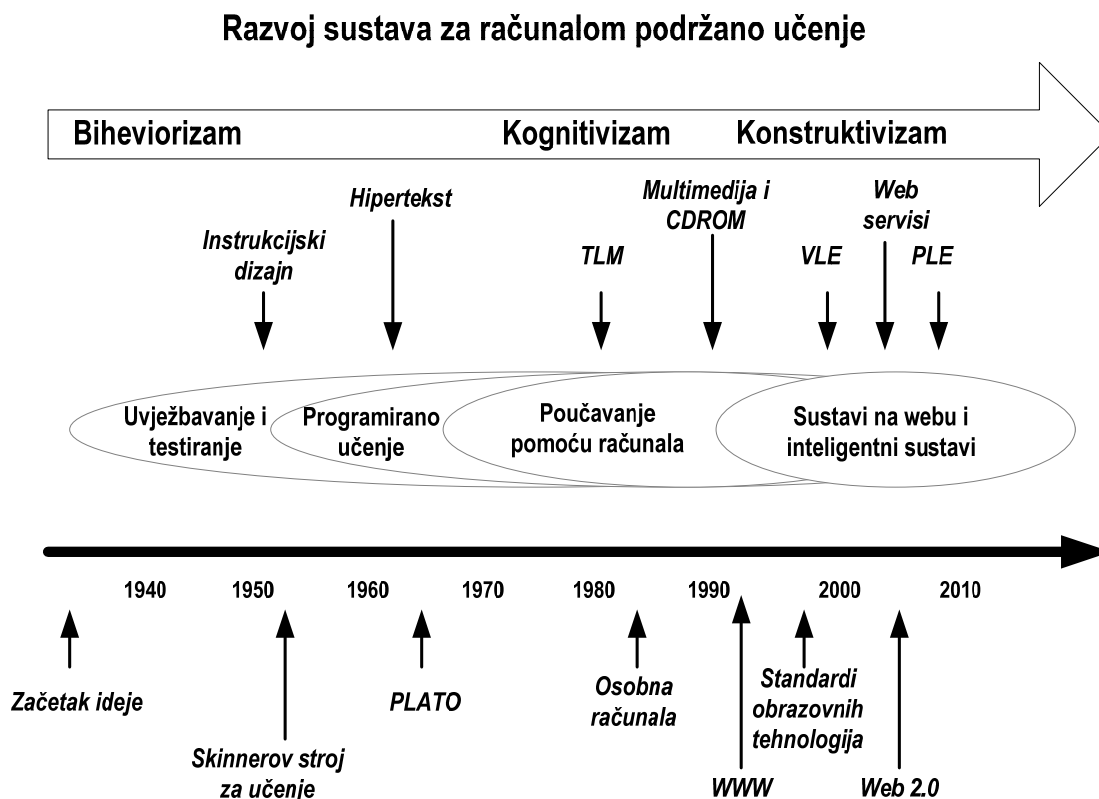 Razvoj sustava za računalom podržano učenje
Biheviorizam
Kognitivizam
Konstruktivizam
Instrukcijski
dizajn
Hipertekst
TLM
Multimedija i
CDROM
VLE
Web
servisi
PLE
Uvježbavanje i
testiranje
Programirano
učenje
Poučavanje
pomoću računala
Sustavi na webu i
inteligentni sustavi
1940
1950
1960
1970
1980
1990
2000
2010
Začetak ideje
Skinnerov stroj
za učenje
PLATO
Osobna
računala
WWW
Standardi
obrazovnih
tehnologija
Web 2.0